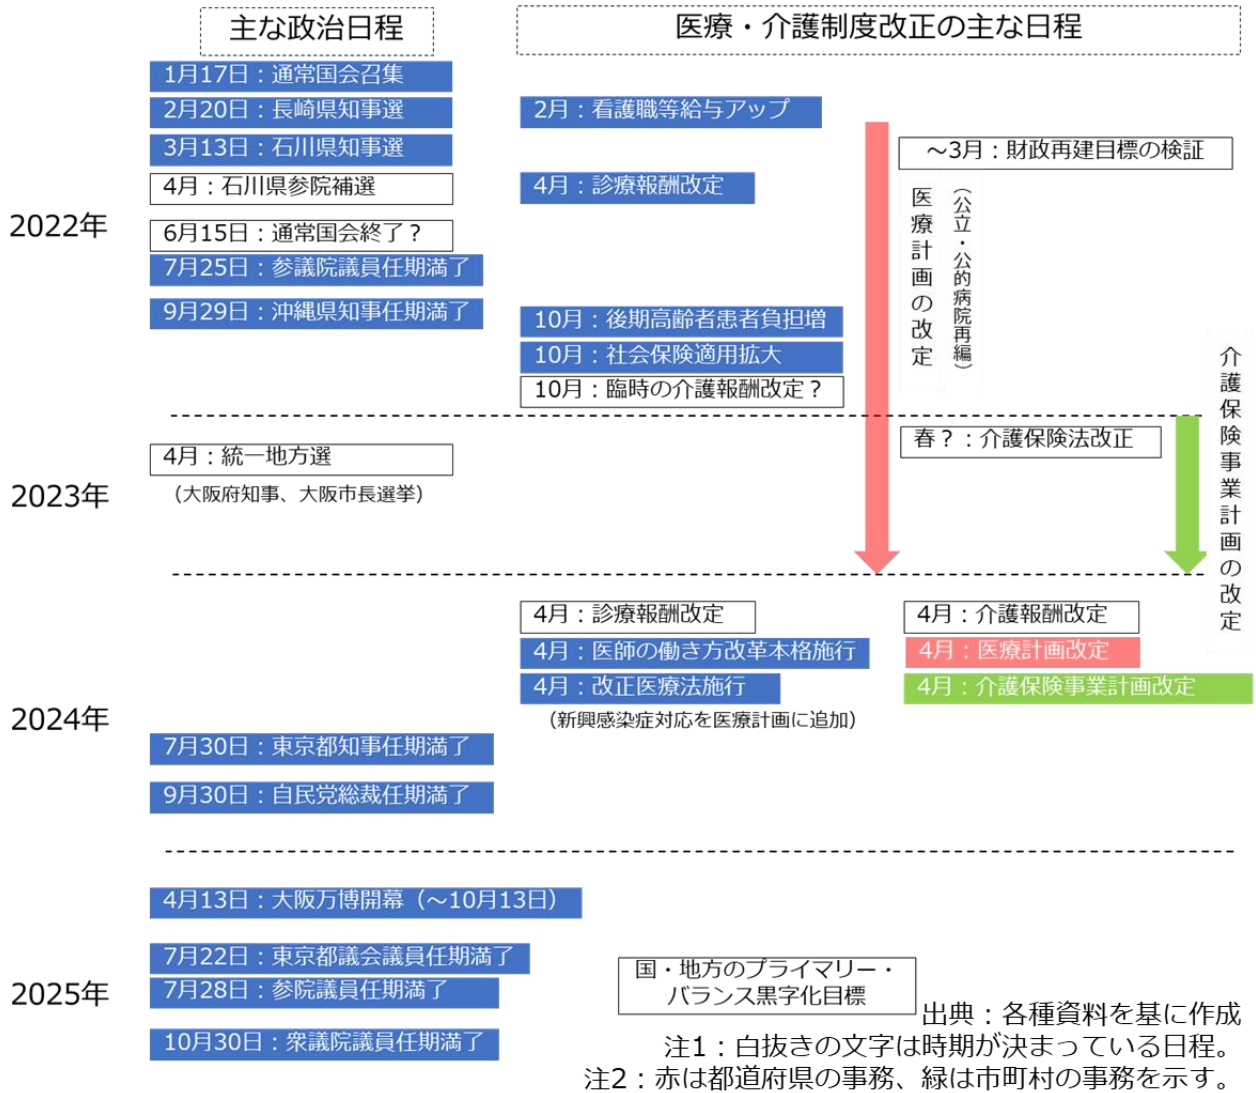 主な政治日程
医療・介護制度改正の主な日程
2022年
1月17日：通常国会召集
2月20日：長崎県知事選
3月13日：石川県知事選
4月：石川県参院補選
6月15日：通常国会終了？
7月25日：参議院議員任期満了
9月29日：沖縄県知事任期満了
2月：看護職等給与アップ
4月：診療報酬改定
10月：後期高齢者患者負担増
10月：社会保険適用拡大
10月：臨時の介護報酬改定？
～3月：財政再建目標の検証
医療計画の改定
（公立・公的病院再編）
介護保険事業計画の改定
2023年
4月：統一地方選
（大阪府知事、大阪市長選挙）
春？：介護保険法改正
2024年
4月：診療報酬改定
4月：医師の働き方改革本格施行
4月：改正医療法施行
（新興感染症対応を医療計画に追加）
4月：介護報酬改定
4月：医療計画改定
4月：介護保険事業計画改定
7月30日：東京都知事任期満了
9月30日：自民党総裁任期満了
2025年
4月13日：大阪万博開幕（～10月13日）
7月22日：東京都議会議員任期満了
7月28日：参院議員任期満了
10月30日：衆議院議員任期満了
国・地方のプライマリー・
バランス黒字化目標
出典：各種資料を基に作成
注1：白抜きの文字は時期が決まっている日程。
注2：赤は都道府県の事務、緑は市町村の事務を示す。